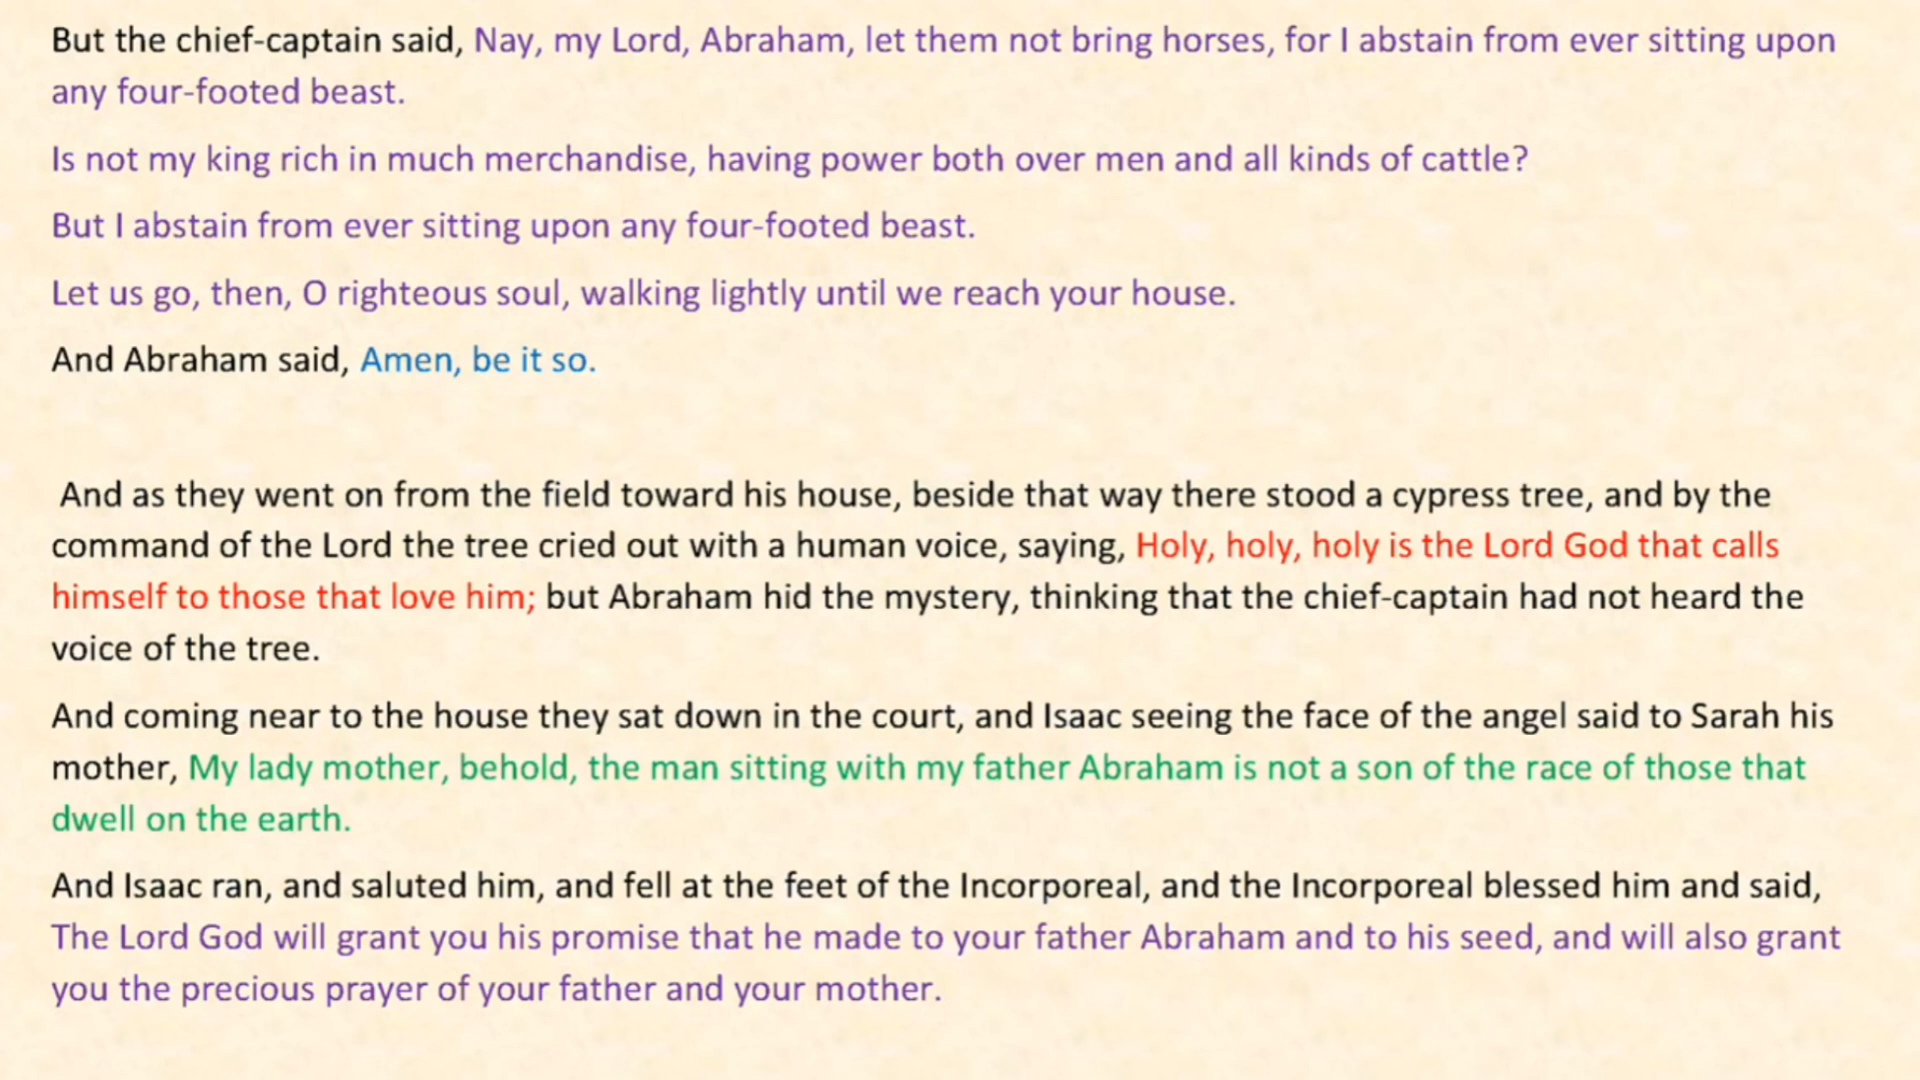 But the chief-captain said, Nay, my Lord, Abraham, let them not bring horses, for I abstain from ever sitting upon
any four-footed beast.
Is not my king rich in much merchandise, having power both over men and all kinds of cattle?
But I abstain from ever sitting upon any four-footed beast.
Let us go, then, O righteous soul, walking lightly until we reach your house.
And Abraham said, Amen, be it so.
And as they went on from the field toward his house, beside that way there stood a cypress tree, and by the
command of the Lord the tree cried out with a human voice, saying, Holy, holy, holy is the Lord God that calls
himself to those that love him; but Abraham hid the mystery, thinking that the chief-captain had not heard the
voice of the tree.
And coming near to the house they sat down in the court, and Isaac seeing the face of the angel said to Sarah his
mother, My lady mother, behold, the man sitting with my father Abraham is not a son of the race of those that
dwell on the earth.
And Isaac ran, and saluted him, and fell at the feet of the Incorporeal, and the Incorporeal blessed him and said,
The Lord God will grant you his promise that he made to your father Abraham and to his seed, and will also grant
you the precious prayer of your father and your mother.